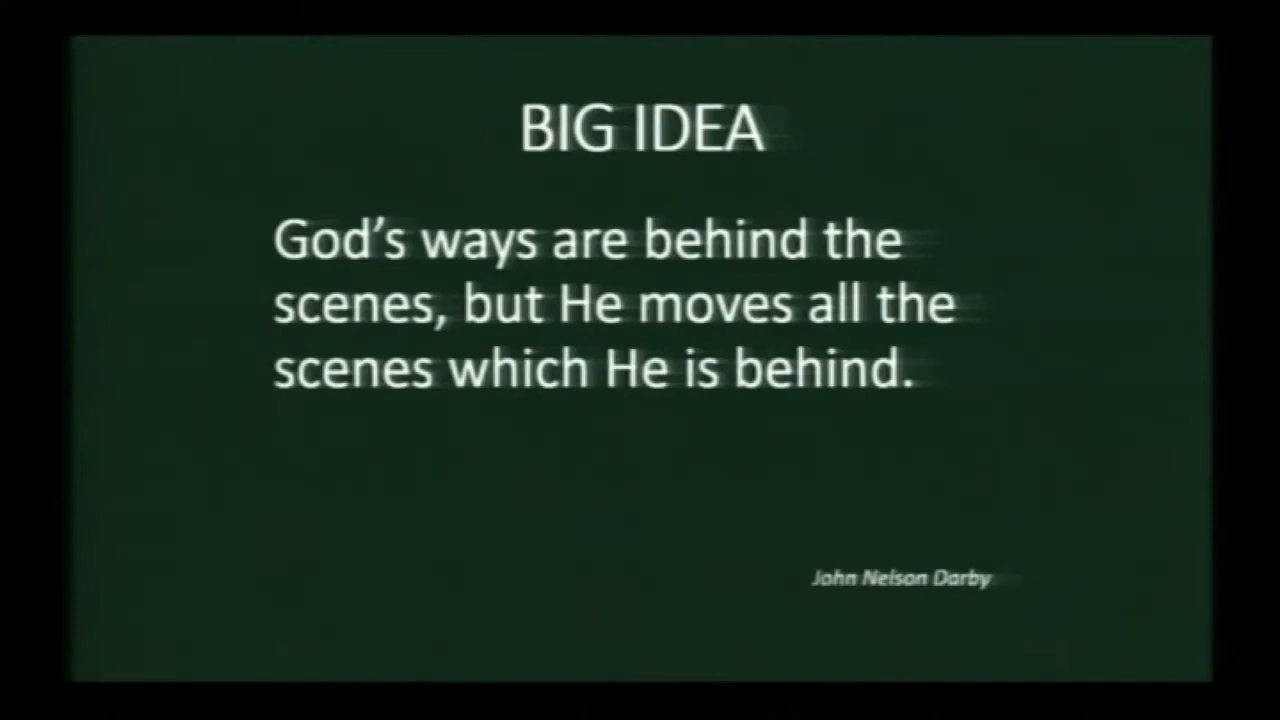 BIG IDEA
God's ways are behind the
scenes, but He moves all the
scenes which He is behind.
John Nelson Darby